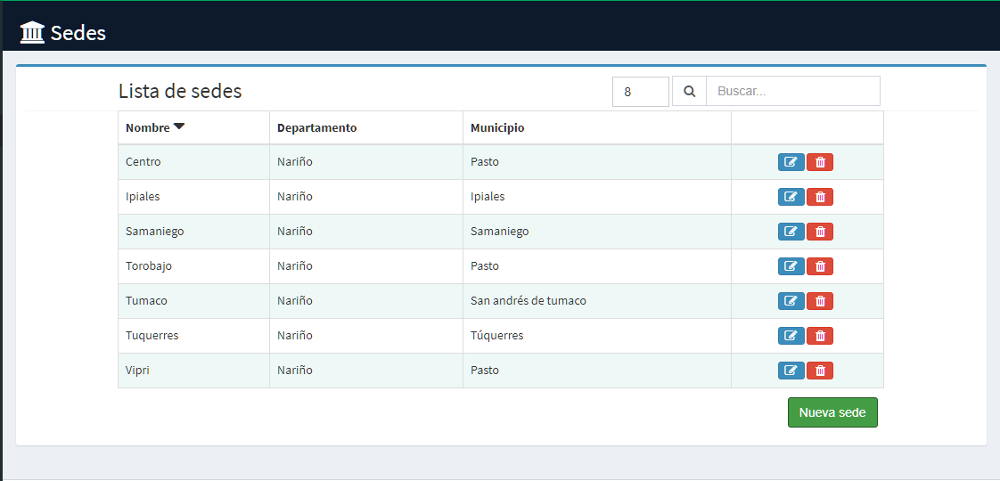 Sedes
Lista de sedes 8 Buscar...
Nombre Departamento Municipio
Centro Nariño Pasto
Ipiales Nariño Ipiales
Samaniego Nariño Samaniego
Torobajo Nariño Pasto
Tumaco Nariño San andrés de tumaco
Tuquerres Nariño Túquerres
Vipri Nariño Pasto
Nueva sede